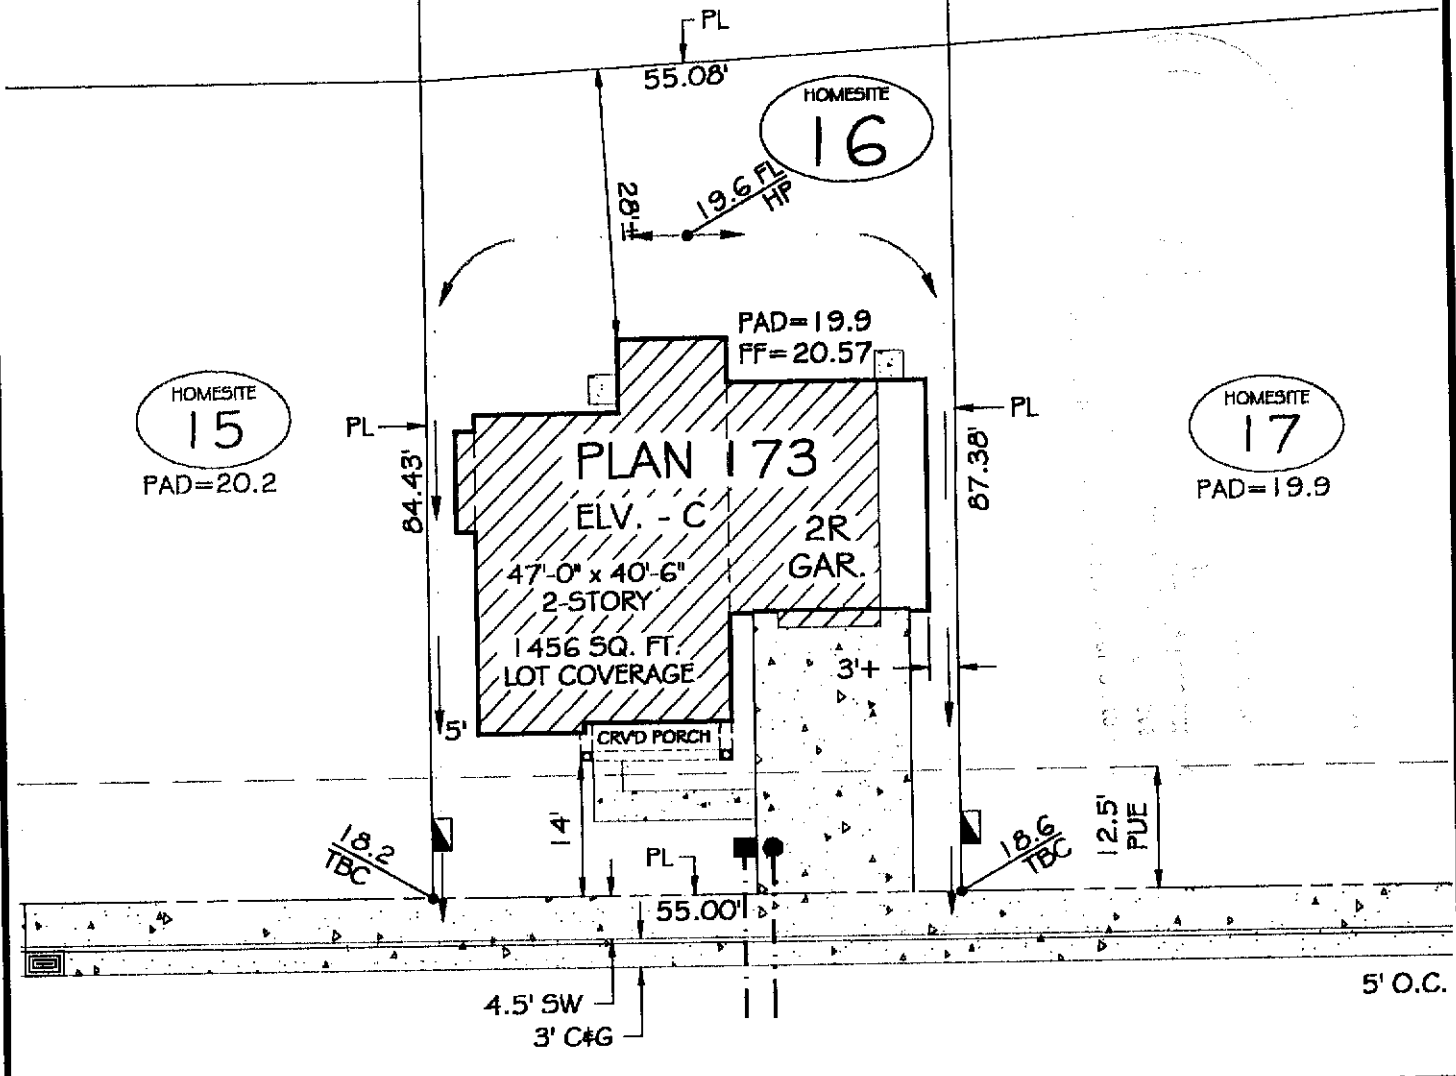 PL
55.08'
HOMESITE
16
19.6 FL
HP
28'±
PAD=19.9
FF=20.57
HOMESITE
15
PAD=20.2
PL
84.43'
PLAN 173
ELV. - C
47'-0" x 40'-6"
2-STORY
1456 SQ. FT.
LOT COVERAGE
2R
GAR.
PL
87.38'
HOMESITE
17
PAD=19.9
3'+
5'
CRV'D PORCH
14'
18.2
TBC
PL
55.00'
18.6
TBC
12.5'
PUE
4.5' SW
3' C&G
5' O.C.